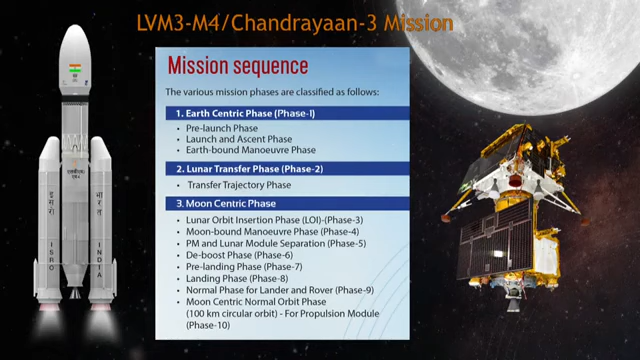 LVM3-M4/Chandrayaan-3 Mission
Mission sequence
The various mission phases are classified as follows:
1. Earth Centric Phase (Phase-I)
• Pre-launch Phase
• Launch and Ascent Phase
• Earth-bound Manoeuvre Phase
2. Lunar Transfer Phase (Phase-2)
• Transfer Trajectory Phase
3. Moon Centric Phase
• Lunar Orbit Insertion Phase (LOI)-(Phase-3)
• Moon-bound Manoeuvre Phase (Phase-4)
• PM and Lunar Module Separation (Phase-5)
• De-boost Phase (Phase-6)
• Pre-landing Phase (Phase-7)
• Landing Phase (Phase-8)
• Normal Phase for Lander and Rover (Phase-9)
• Moon Centric Normal Orbit Phase
(100 km circular orbit) - For Propulsion Module
(Phase-10)
इसरो
ISRO
भारत
INDIA